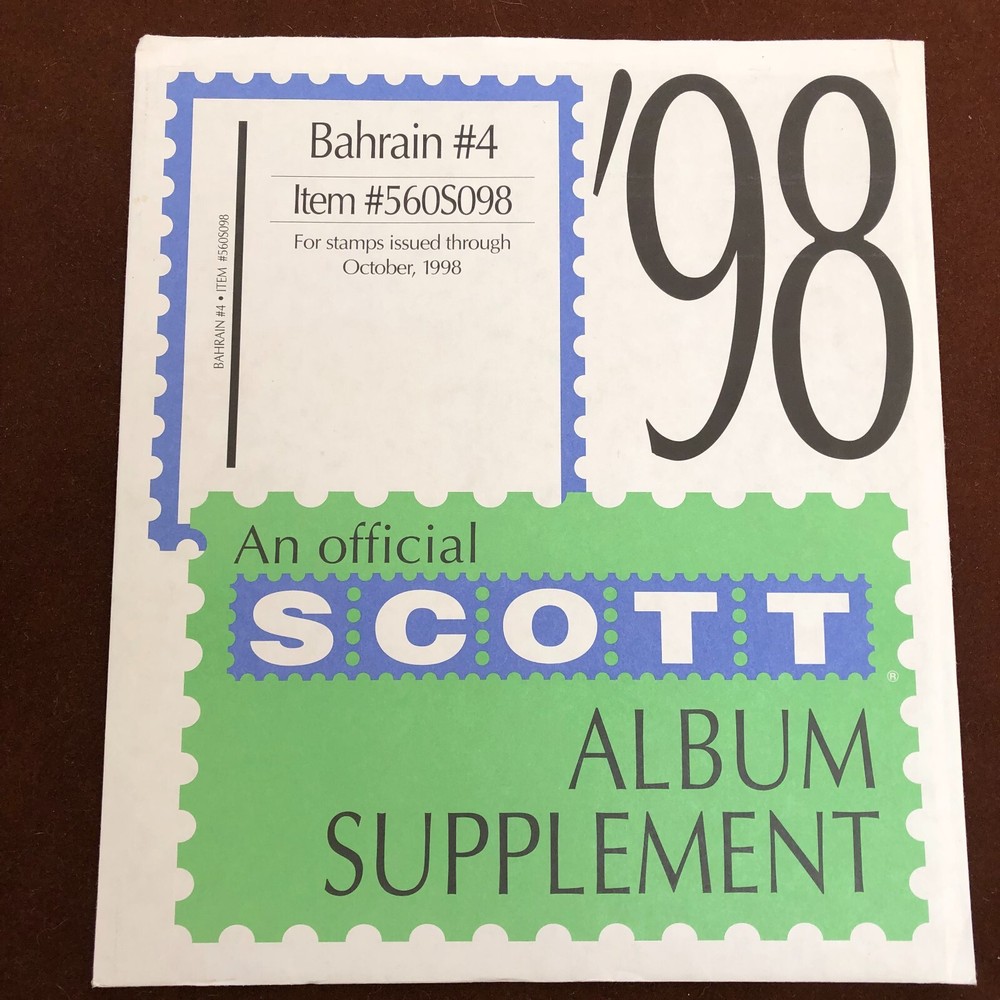 Bahrain #4
Item #560S098
For stamps issued through
October, 1998
BAHRAIN #4 • ITEM #560S098
'98
An official
SCOTT
®
ALBUM
SUPPLEMENT